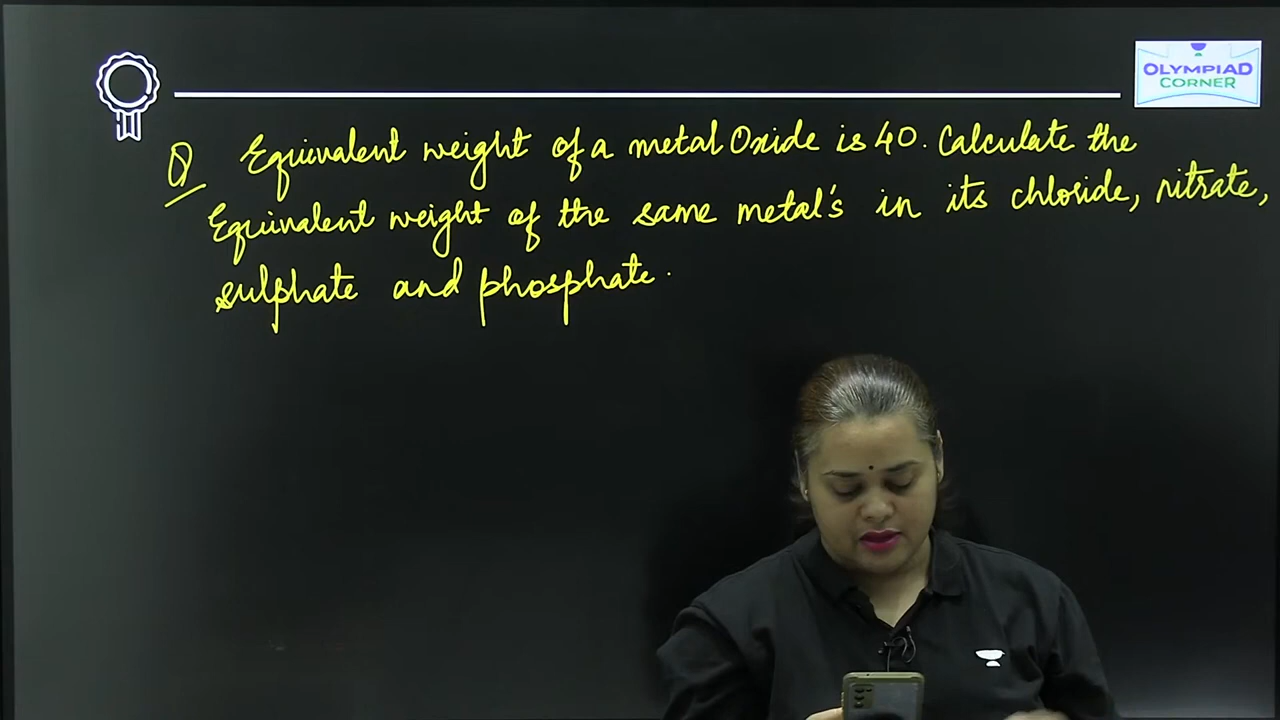 OLYMPIAD
CORNER
Q Equivalent weight of a metal Oxide is 40. Calculate the
Equivalent weight of the same metal's in its chloride, nitrate,
sulphate and phosphate.